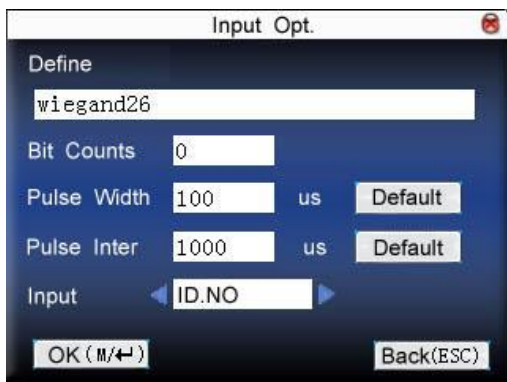 Input Opt.
Define
wiegand26
Bit Counts 0
Pulse Width 100 us Default
Pulse Inter 1000 us Default
Input ID.NO
OK(M/↵) Back(ESC)